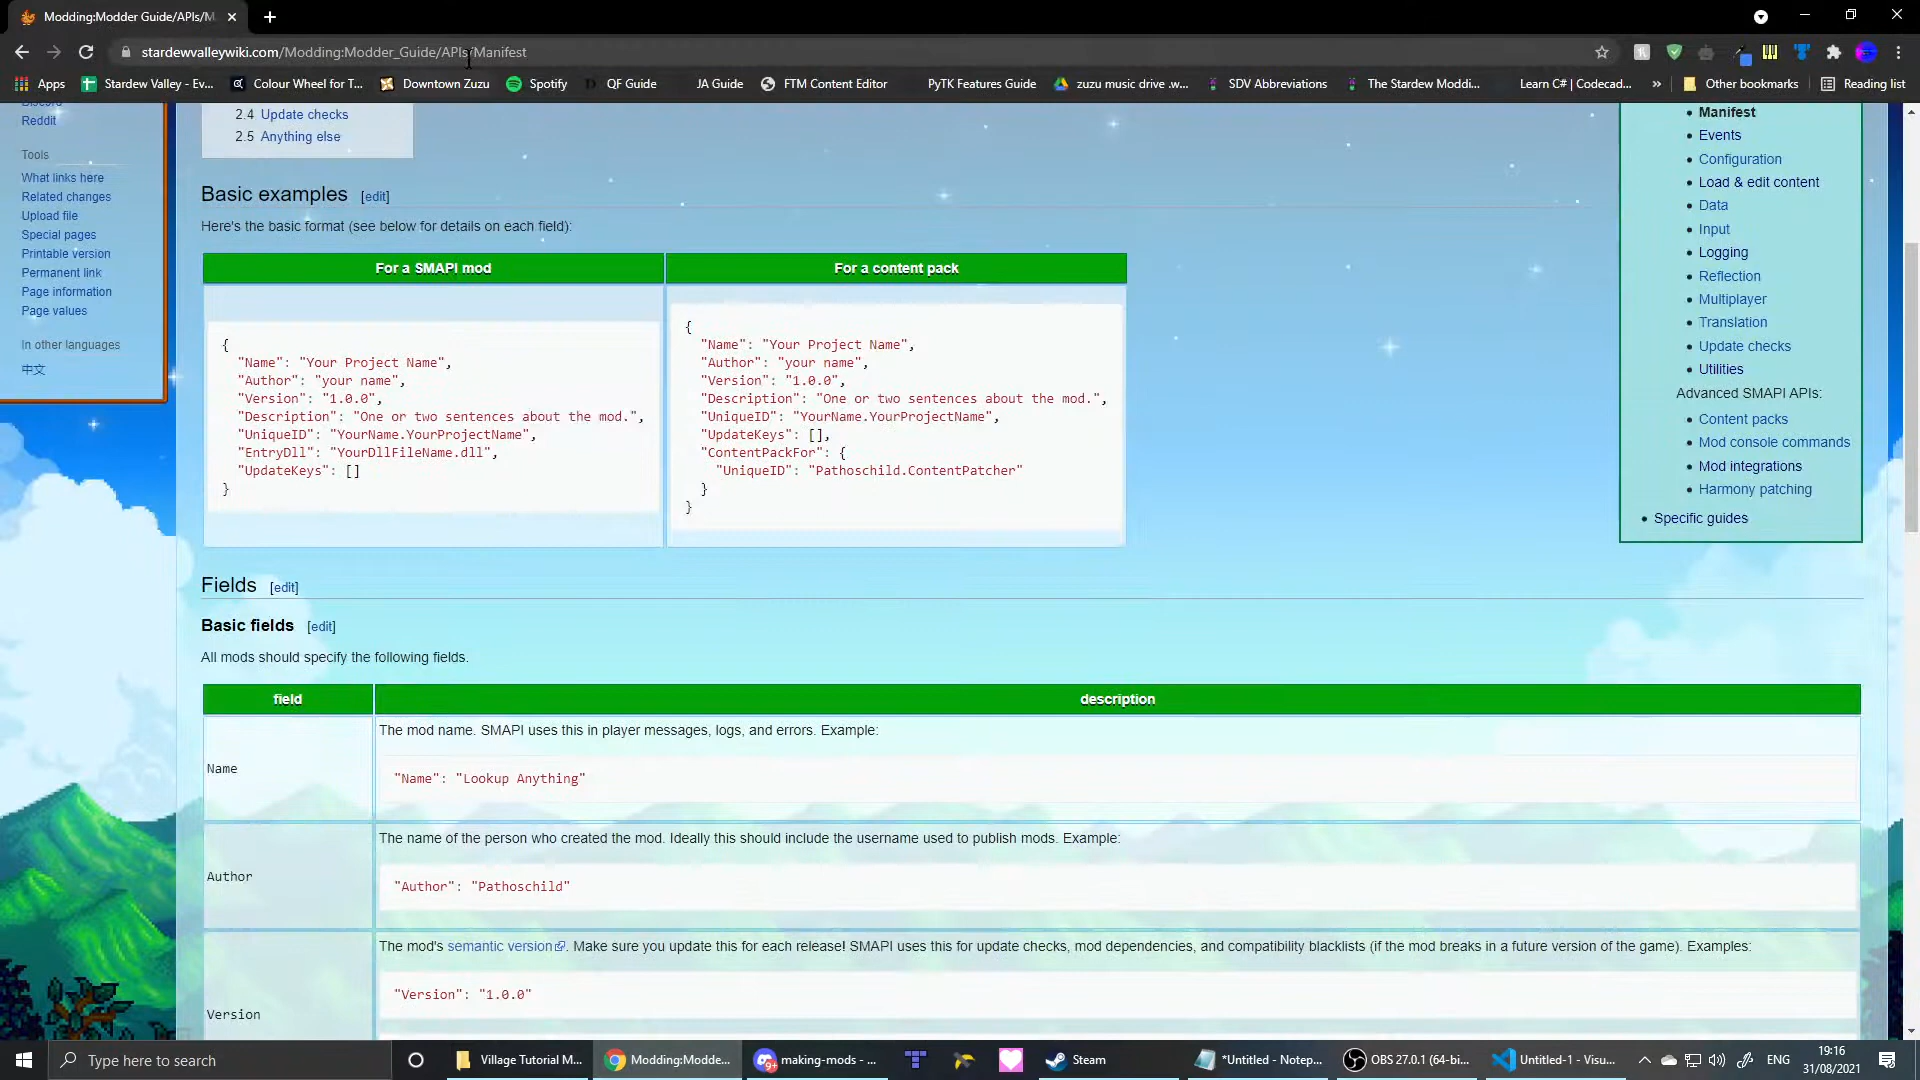 Modding:Modder Guide/APIs/M
stardewvalleywiki.com/Modding:Modder_Guide/APIs/Manifest
Apps
Stardew Valley - Ev...
Colour Wheel for T...
Downtown Zuzu
Spotify
QF Guide
JA Guide
FTM Content Editor
PyTK Features Guide
zuzu music drive .w...
SDV Abbreviations
The Stardew Moddi...
Learn C# | Codecad...
»
Other bookmarks
Reading list
Discord
Reddit
Tools
What links here
Related changes
Upload file
Special pages
Printable version
Permanent link
Page information
Page values
In other languages
中文
2.4 Update checks
2.5 Anything else
Basic examples [edit]
Here's the basic format (see below for details on each field):
For a SMAPI mod
{
"Name": "Your Project Name",
"Author": "your name",
"Version": "1.0.0",
"Description": "One or two sentences about the mod.",
"UniqueID": "YourName.YourProjectName",
"EntryDll": "YourDllFileName.dll",
"UpdateKeys": []
}
For a content pack
{
"Name": "Your Project Name",
"Author": "your name",
"Version": "1.0.0",
"Description": "One or two sentences about the mod.",
"UniqueID": "YourName.YourProjectName",
"UpdateKeys": [],
"ContentPackFor": {
"UniqueID": "Pathoschild.ContentPatcher"
}
}
Fields [edit]
Basic fields [edit]
All mods should specify the following fields.
field description
Name
The mod name. SMAPI uses this in player messages, logs, and errors. Example:
"Name": "Lookup Anything"
Author
The name of the person who created the mod. Ideally this should include the username used to publish mods. Example:
"Author": "Pathoschild"
Version
The mod's semantic version. Make sure you update this for each release! SMAPI uses this for update checks, mod dependencies, and compatibility blacklists (if the mod breaks in a future version of the game). Examples:
"Version": "1.0.0"
Manifest
Events
Configuration
Load & edit content
Data
Input
Logging
Reflection
Multiplayer
Translation
Update checks
Utilities
Advanced SMAPI APIs:
Content packs
Mod console commands
Mod integrations
Harmony patching
Specific guides
Type here to search
Village Tutorial M...
Modding:Modde...
9+
making-mods - ...
Steam
*Untitled - Notep...
OBS 27.0.1 (64-bi...
Untitled-1 - Visu...
ENG
19:16
31/08/2021